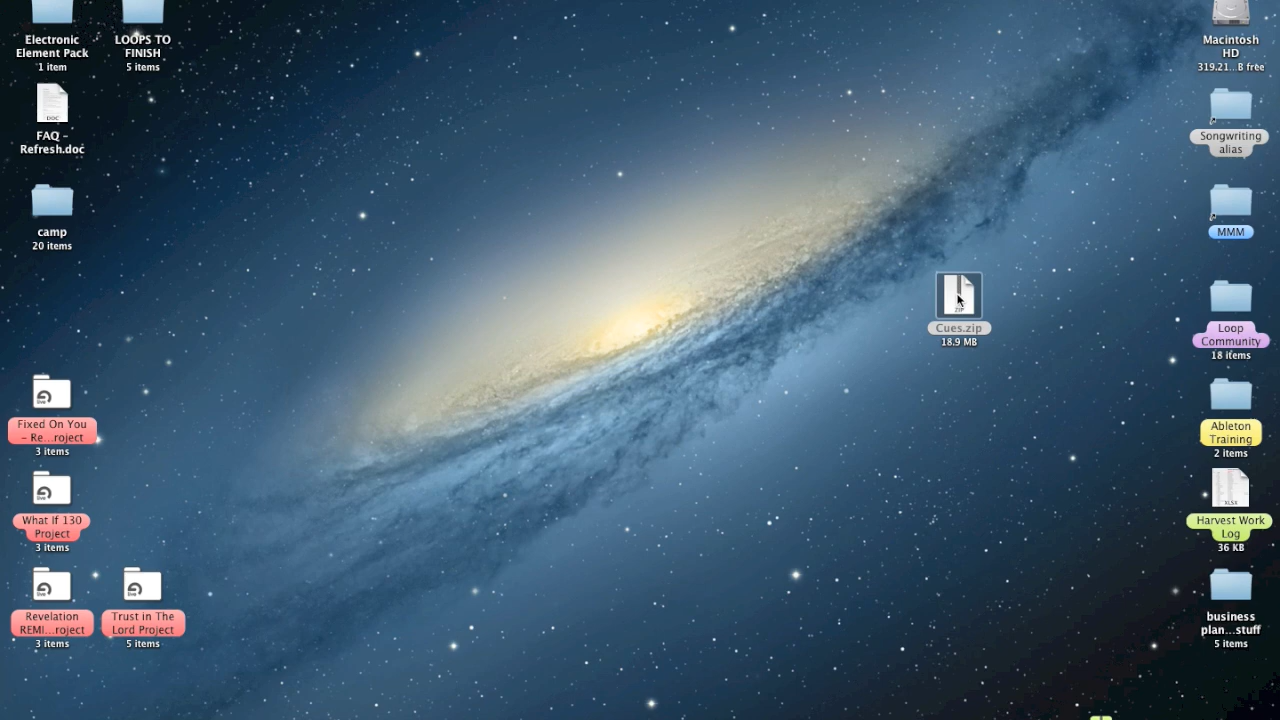 Electronic
Element Pack
1 item
LOOPS TO
FINISH
5 items
FAQ -
Refresh.doc
DOC
camp
20 items
Fixed On You
- Re...roject
3 items
What If 130
Project
3 items
Revelation
REMI...roject
3 items
Trust in The
Lord Project
5 items
ZIP
Cues.zip
18.9 MB
Macintosh
HD
319.21...B free
Songwriting
alias
MMM
Loop
Community
18 items
Ableton
Training
2 items
XLSX
Harvest Work
Log
36 KB
business
plan...stuff
5 items